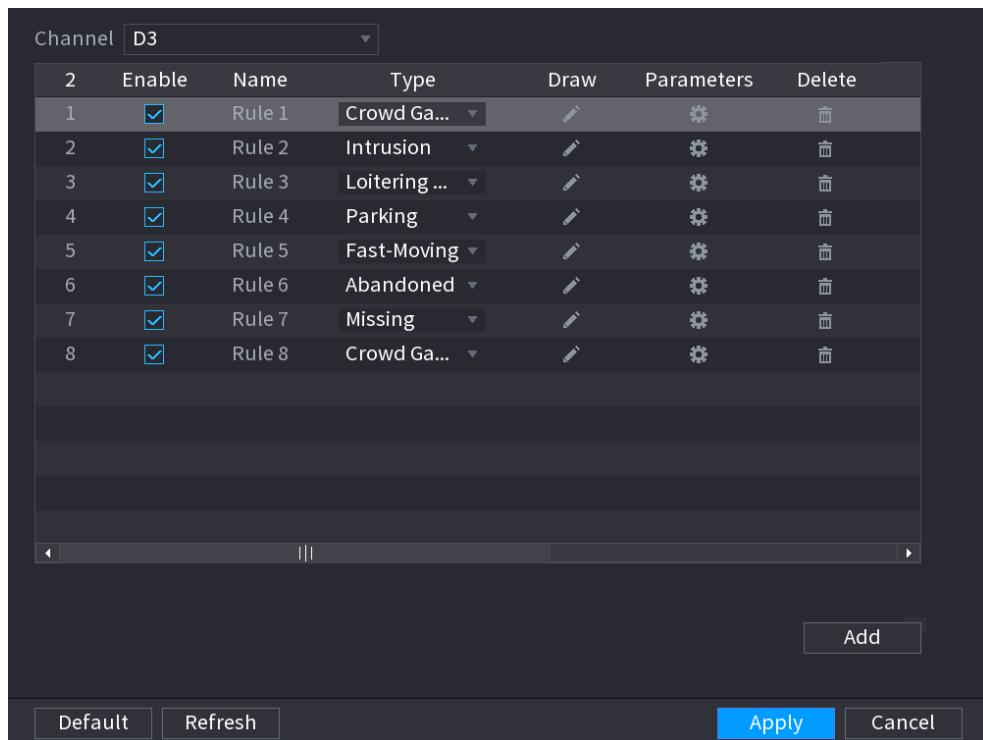 Channel D3
2 Enable Name Type Draw Parameters Delete
1 Rule 1 Crowd Ga...
2 Rule 2 Intrusion
3 Rule 3 Loitering ...
4 Rule 4 Parking
5 Rule 5 Fast-Moving
6 Rule 6 Abandoned
7 Rule 7 Missing
8 Rule 8 Crowd Ga...
Add
Default Refresh Apply Cancel